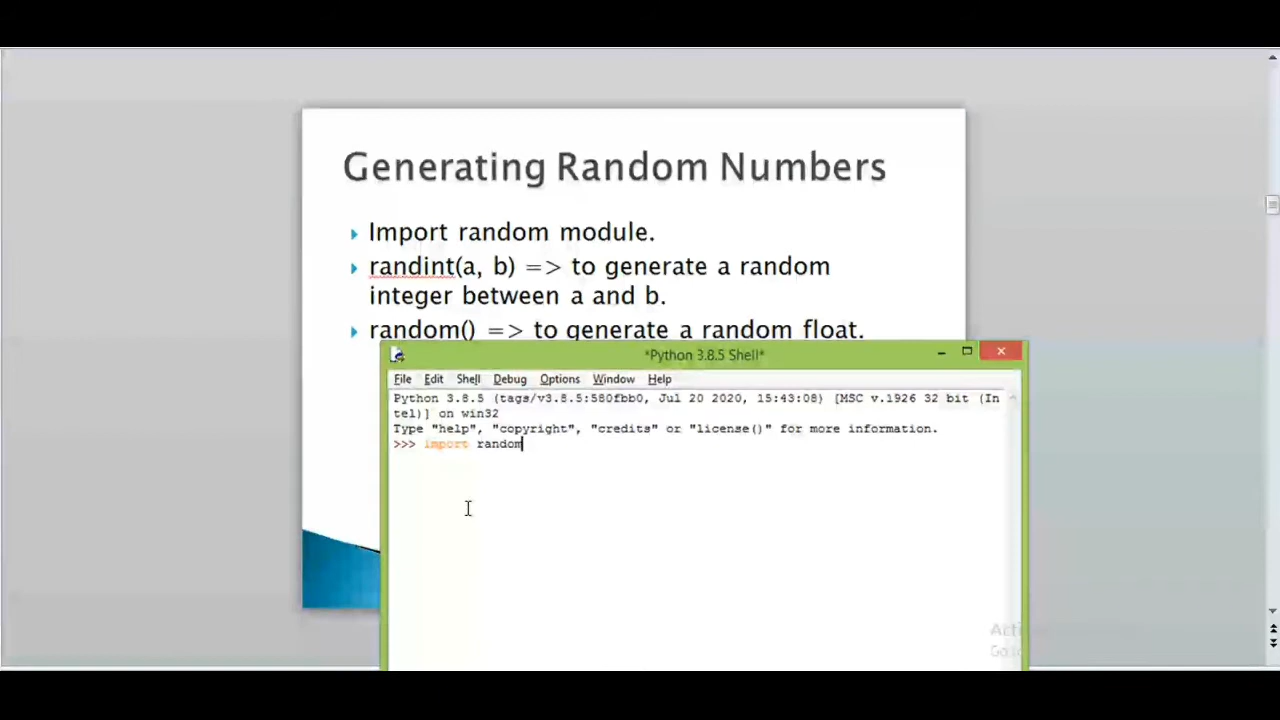 Generating Random Numbers
Import random module.
randint(a, b) => to generate a random
integer between a and b.
random() => to generate a random float.
*Python 3.8.5 Shell*
File Edit Shell Debug Options Window Help
Python 3.8.5 (tags/v3.8.5:580fbb0, Jul 20 2020, 15:43:08) [MSC v.1926 32 bit (In
tel)] on win32
Type "help", "copyright", "credits" or "license()" for more information.
>>> import random